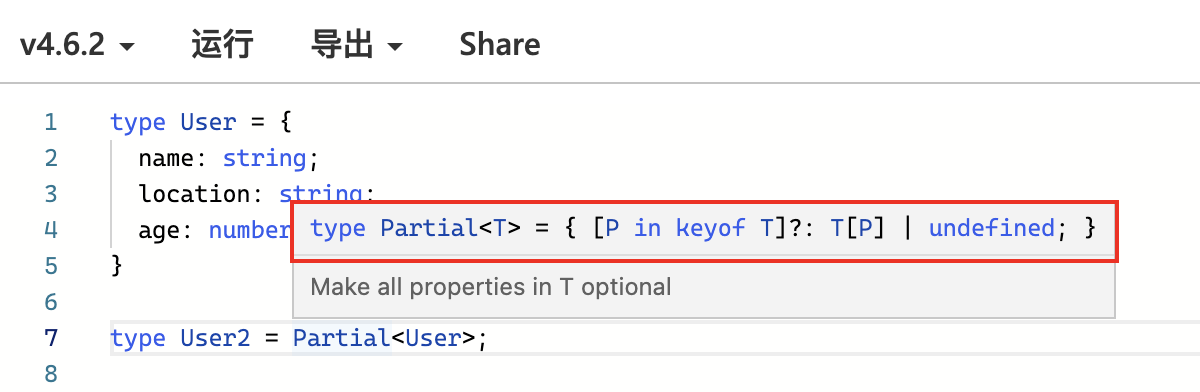 v4.6.2 运行 导出 Share
1 type User = {
2 name: string;
3 location: string;
4 age: number
type Partial<T> = { [P in keyof T]?: T[P] | undefined; }
5 }
Make all properties in T optional
6
7 type User2 = Partial<User>;
8